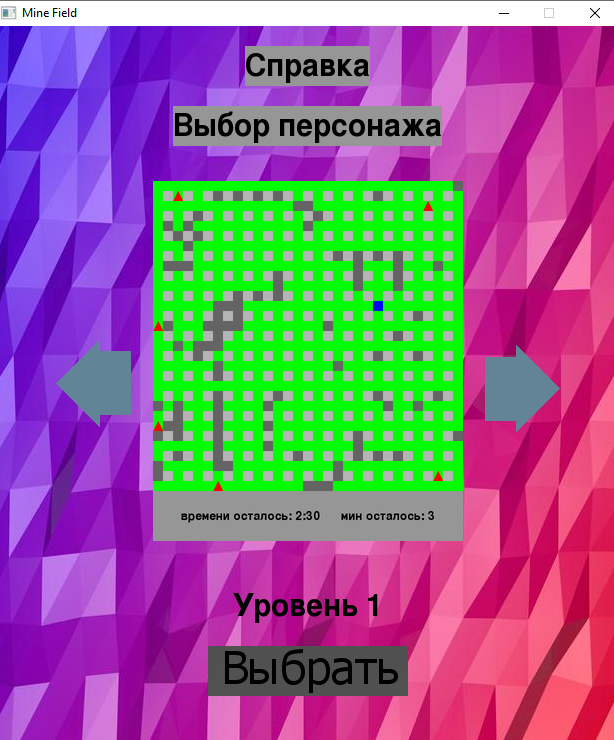 Mine Field
Справка
Выбор персонажа
времени осталось: 2:30 мин осталось: 3
Уровень 1
Выбрать